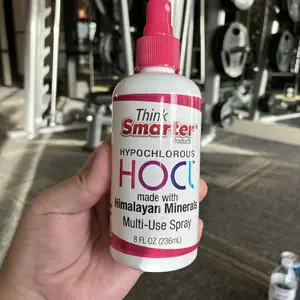 Think
Smarter®
Products
HYPOCHLOROUS
HOCL
made with
Himalayan Minerals
Multi-Use Spray
8 FL OZ (236mL)